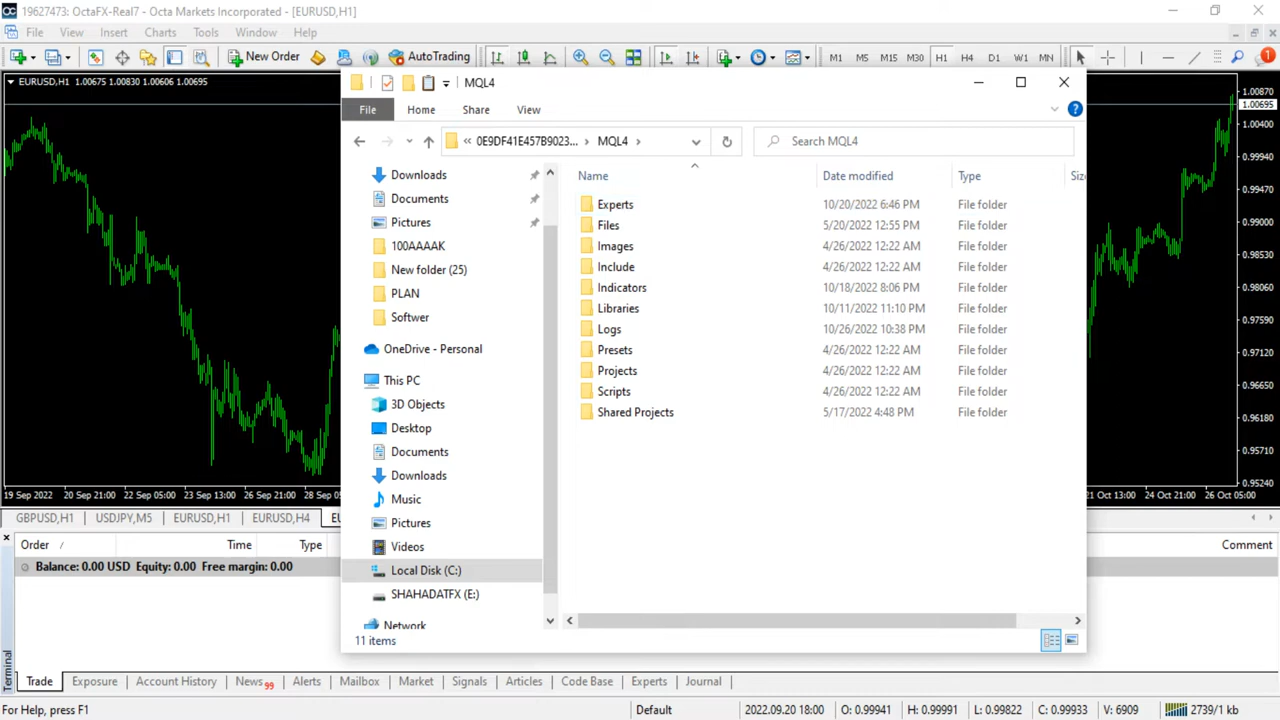 19627473: OctaFX-Real7 - Octa Markets Incorporated - [EURUSD,H1]
File View Insert Charts Tools Window Help
New Order AutoTrading M1 M5 M15 M30 H1 H4 D1 W1 MN 1
EURUSD,H1 1.00675 1.00830 1.00606 1.00695
MQL4
File Home Share View
« 0E9DF41E457B9023... › MQL4 ›
Search MQL4
Downloads
Documents
Pictures
100AAAAK
New folder (25)
PLAN
Softwer
OneDrive - Personal
This PC
3D Objects
Desktop
Documents
Downloads
Music
Pictures
Videos
Local Disk (C:)
SHAHADATFX (E:)
Network
11 items
Name Date modified Type Siz
Experts 10/20/2022 6:46 PM File folder
Files 5/20/2022 12:55 PM File folder
Images 4/26/2022 12:22 AM File folder
Include 4/26/2022 12:22 AM File folder
Indicators 10/18/2022 8:06 PM File folder
Libraries 10/11/2022 11:10 PM File folder
Logs 10/26/2022 10:38 PM File folder
Presets 4/26/2022 12:22 AM File folder
Projects 4/26/2022 12:22 AM File folder
Scripts 4/26/2022 12:22 AM File folder
Shared Projects 5/17/2022 4:48 PM File folder
1.00870
1.00695
1.00400
0.99940
0.99470
0.99000
0.98530
0.98060
0.97590
0.97120
0.96650
0.96185
0.95710
0.95240
19 Sep 2022 20 Sep 21:00 22 Sep 05:00 23 Sep 13:00 26 Sep 21:00 28 Sep 0 21 Oct 13:00 24 Oct 21:00 26 Oct 05:00
GBPUSD,H1 USDJPY,M5 EURUSD,H1 EURUSD,H4 EU
Order / Time Type Comment
Balance: 0.00 USD Equity: 0.00 Free margin: 0.00
Terminal
Trade Exposure Account History News 99 Alerts Mailbox Market Signals Articles Code Base Experts Journal
For Help, press F1 Default 2022.09.20 18:00 O: 0.99941 H: 0.99991 L: 0.99822 C: 0.99933 V: 6909 2739/1 kb